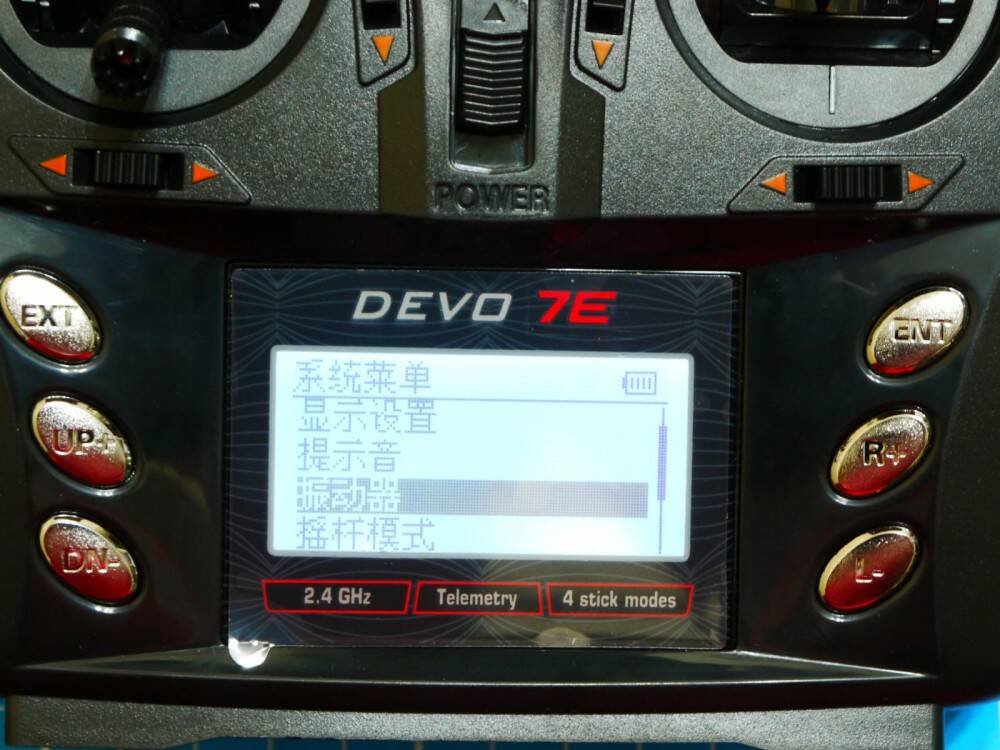 POWER
DEVO 7E
EXT
ENT
系统菜单
显示设置
UP+
R+
提示音
振动器
摇杆模式
DN-
L-
2.4 GHz
Telemetry
4 stick modes